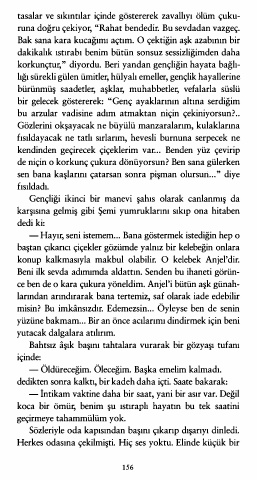 tasalar ve sıkıntılar içinde göstererek zavallıyı ölüm çuku-
runa doğru çekiyor, "Rahat bendedir. Bu sevdadan vazgeç.
Bak sana kara kucağımı açtım. O çektiğin aşk azabının bir
dakikalık ıstırabı benim bütün sonsuz sessizliğimden daha
korkunçtur," diyordu. Beri yandan gençliğin hayata bağlı-
lığı sürekli gülen ümitler, hülyalı emeller, gençlik hayallerine
bürünmüş saadetler, aşklar, muhabbetler, vefalarla süslü
bir gelecek göstererek: "Genç ayaklarının altına serdiğim
bu arzular vadisine adım atmaktan niçin çekiniyorsun?..
Gözlerini okşayacak ne büyülü manzaralarım, kulaklarına
fısıldayacak ne tatlı sırlarım, hevesli burnuna serpecek ne
kendinden geçirecek çiçeklerim var... Benden yüz çevirip
de niçin o korkunç çukura dönüyorsun? Ben sana gülerken
sen bana kaşlarını çatarsan sonra pişman olursun..." diye
fısıldadı.
Gençliği ikinci bir manevi şahıs olarak canlanmış da
karşısına gelmiş gibi Şemi yumruklarını sıkıp ona hitaben
dedi ki:
— Hayır, seni istemem... Bana göstermek istediğin hep o
baştan çıkarıcı çiçekler gözümde yalnız bir kelebeğin onlara
konup kalkmasıyla makbul olabilir. O kelebek Anjel'dir.
Beni ilk sevda adımımda aldattın. Senden bu ihaneti görün-
ce ben de o kara çukura yöneldim. Anjel'i bütün aşk günah-
larından arındırarak bana tertemiz, saf olarak iade edebilir
misin? Bu imkânsızdır. Edemezsin... Öyleyse ben de senin
yüzüne bakmam... Bir an önce acılarımı dindirmek için beni
yutacak dalgalara atılırım.
Bahtsız âşık başını tahtalara vurarak bir gözyaşı tufanı
içinde:
— Öldüreceğim. Öleceğim. Başka emelim kalmadı.
dedikten sonra kalktı, bir kadeh daha içti. Saate bakarak:
— İntikam vaktine daha bir saat, yani bir asır var. Değil
koca bir ömür, benim şu ıstıraplı hayatın bu tek saatini
geçirmeye tahammülüm yok.
Sözleriyle oda kapısından başını çıkarıp dışarıyı dinledi.
Herkes odasına çekilmişti. Hiç ses yoktu. Elinde küçük bir
156